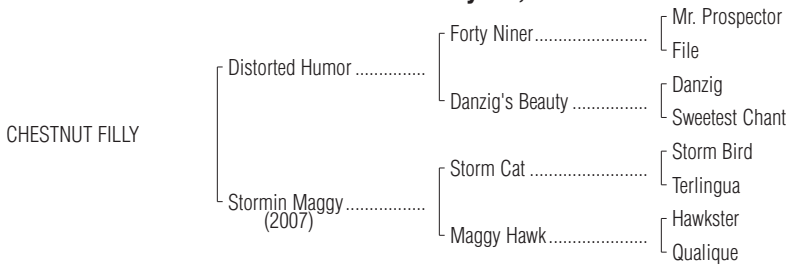 Mr. Prospector
Forty Niner......................
File
Distorted Humor ...............
Danzig
Danzig's Beauty ................
Sweetest Chant
CHESTNUT FILLY
Storm Bird
Storm Cat .........................
Terlingua
Stormin Maggy .................
(2007)
Hawkster
Maggy Hawk.....................
Qualique